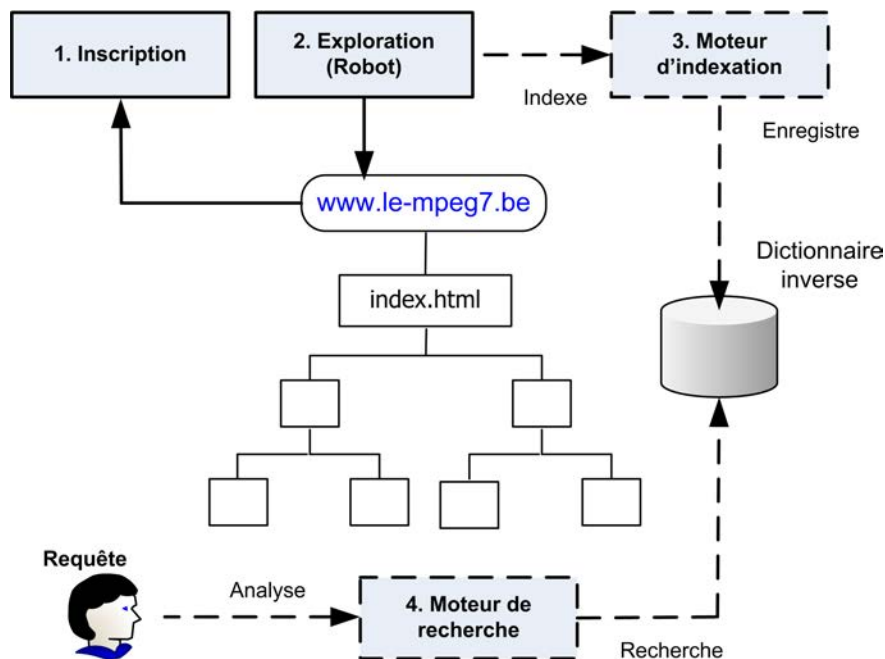 1. Inscription
2. Exploration
(Robot)
3. Moteur
d'indexation
Indexe
Enregistre
www.le-mpeg7.be
Dictionnaire
inverse
index.html
Requête
Analyse
4. Moteur de
recherche
Recherche